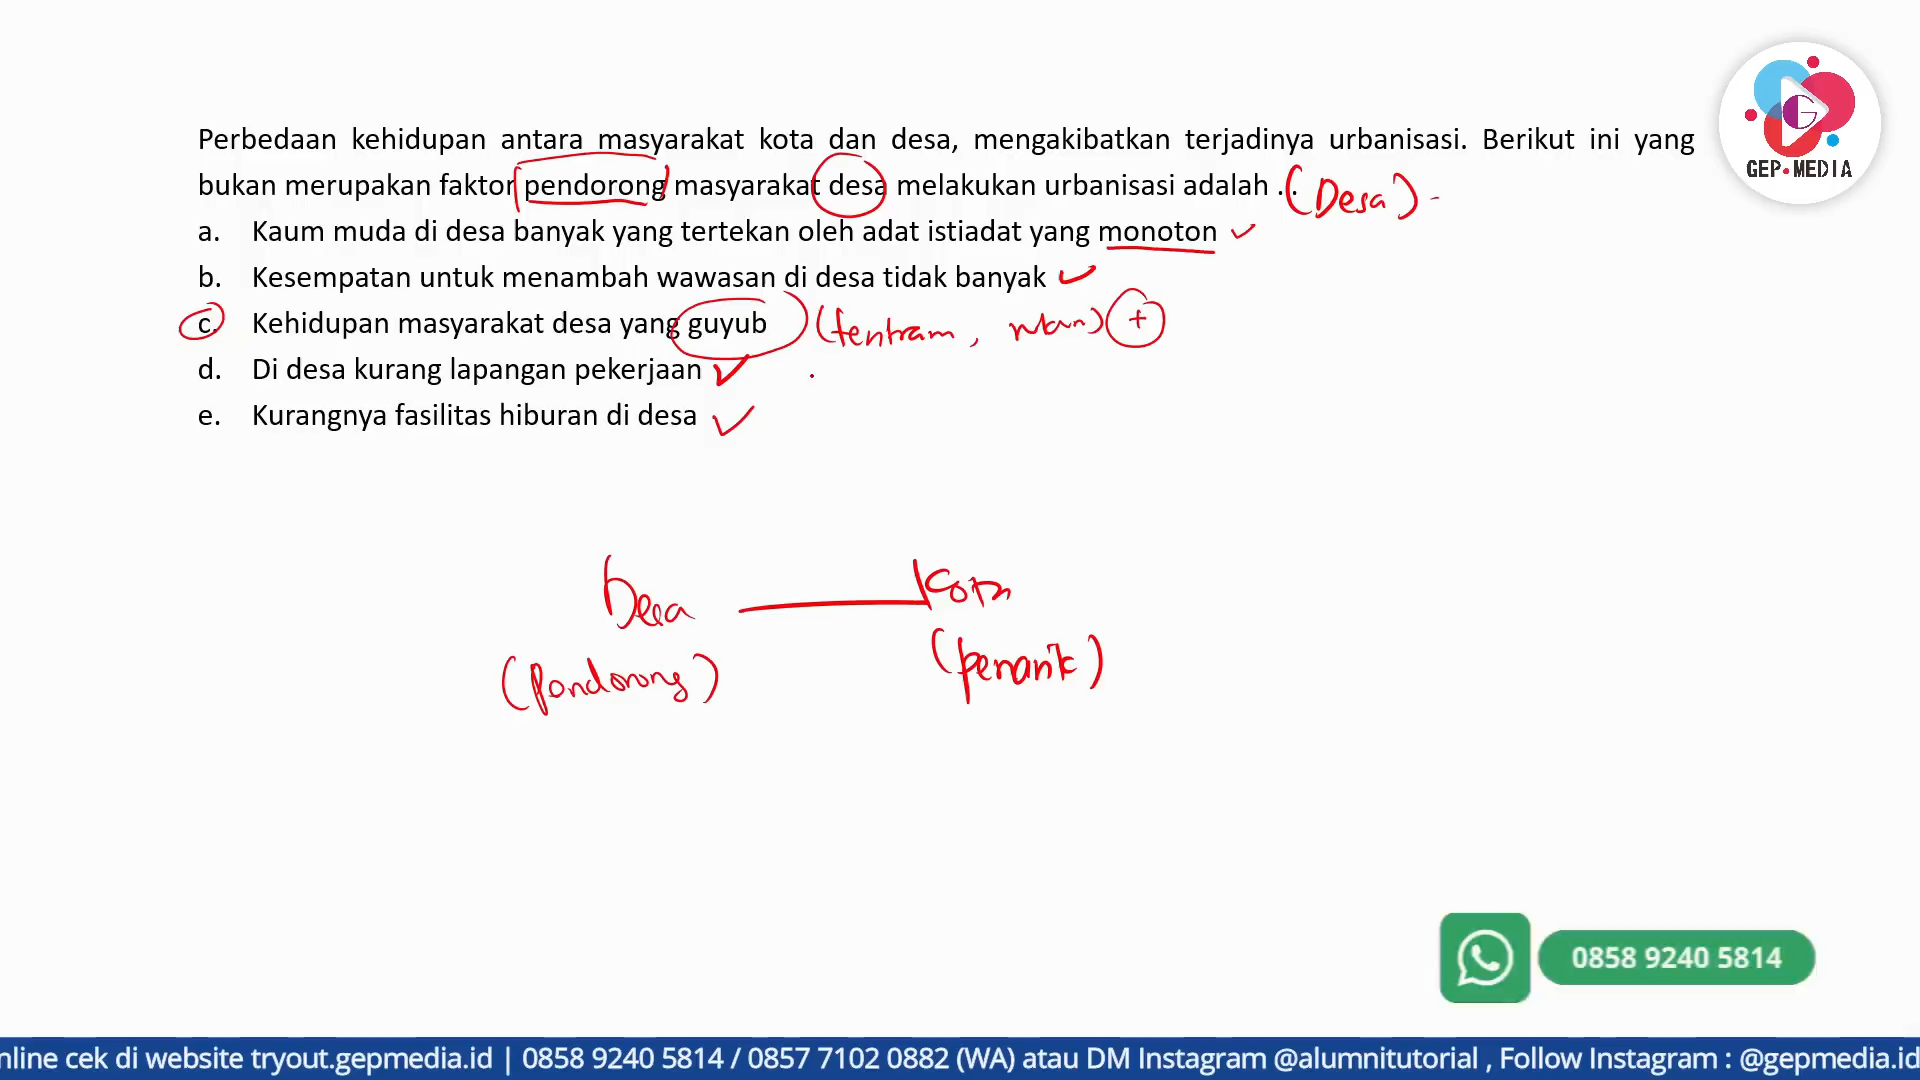 G
GEP•MEDIA
Perbedaan kehidupan antara masyarakat kota dan desa, mengakibatkan terjadinya urbanisasi. Berikut ini yang
bukan merupakan faktor pendorong masyarakat desa melakukan urbanisasi adalah . . (Desa)
a. Kaum muda di desa banyak yang tertekan oleh adat istiadat yang monoton
b. Kesempatan untuk menambah wawasan di desa tidak banyak
c. Kehidupan masyarakat desa yang guyub (tentram, +
d. Di desa kurang lapangan pekerjaan
e. Kurangnya fasilitas hiburan di desa
Desa Kota
(Pendorong) (penarik)
0858 9240 5814
nline cek di website tryout.gepmedia.id | 0858 9240 5814 / 0857 7102 0882 (WA) atau DM Instagram @alumnitutorial , Follow Instagram : @gepmedia.id